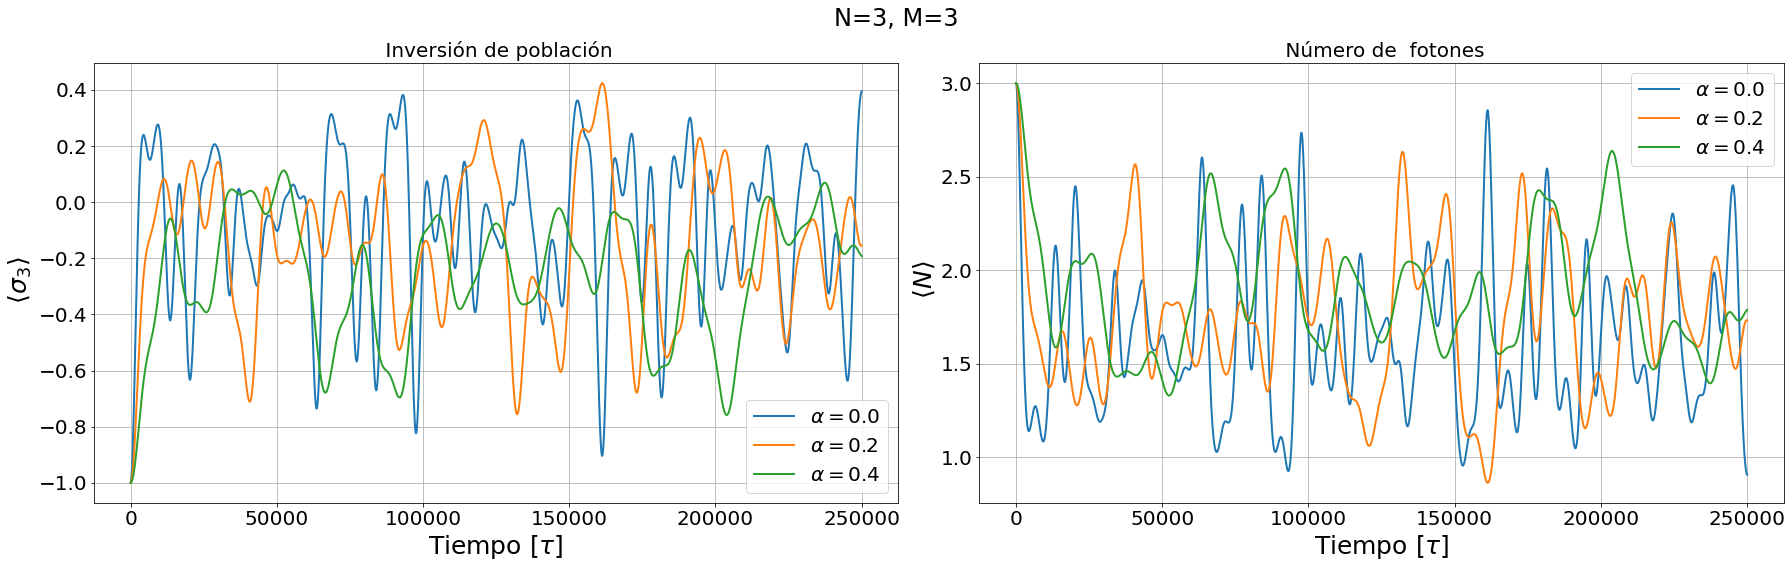 N=3, M=3
Inversión de población
0.4
0.2
0.0
−0.2
−0.4
−0.6
−0.8
−1.0
⟨σ₃⟩
α = 0.0
α = 0.2
α = 0.4
0 50000 100000 150000 200000 250000
Tiempo [τ]
Número de  fotones
3.0
2.5
2.0
1.5
1.0
⟨N⟩
α = 0.0
α = 0.2
α = 0.4
0 50000 100000 150000 200000 250000
Tiempo [τ]